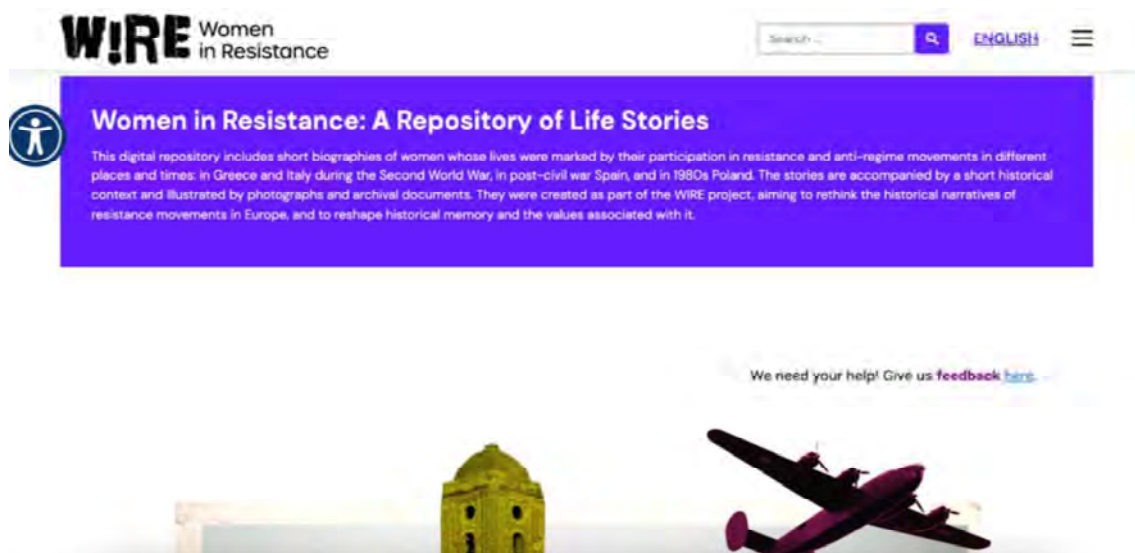 W!RE Women
in Resistance
Search ...
ENGLISH
Women in Resistance: A Repository of Life Stories
This digital repository includes short biographies of women whose lives were marked by their participation in resistance and anti-regime movements in different
places and times: in Greece and Italy during the Second World War, in post-civil war Spain, and in 1980s Poland. The stories are accompanied by a short historical
context and illustrated by photographs and archival documents. They were created as part of the WIRE project, aiming to rethink the historical narratives of
resistance movements in Europe, and to reshape historical memory and the values associated with it.
We need your help! Give us feedback here.